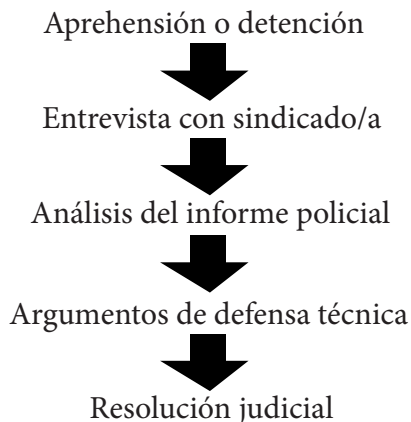 Aprehensión o detención
Entrevista con sindicado/a
Análisis del informe policial
Argumentos de defensa técnica
Resolución judicial